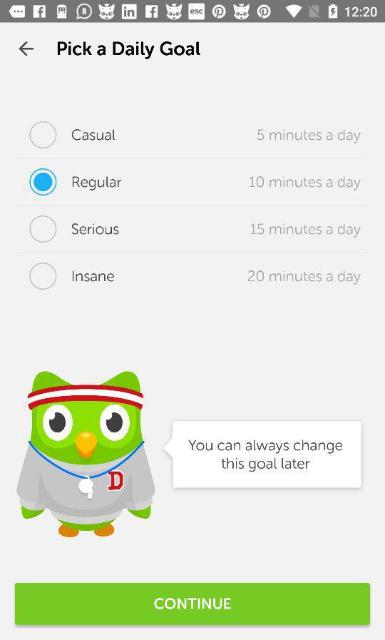 esc
12:20
Pick a Daily Goal
Casual 5 minutes a day
Regular 10 minutes a day
Serious 15 minutes a day
Insane 20 minutes a day
D
You can always change
this goal later
CONTINUE